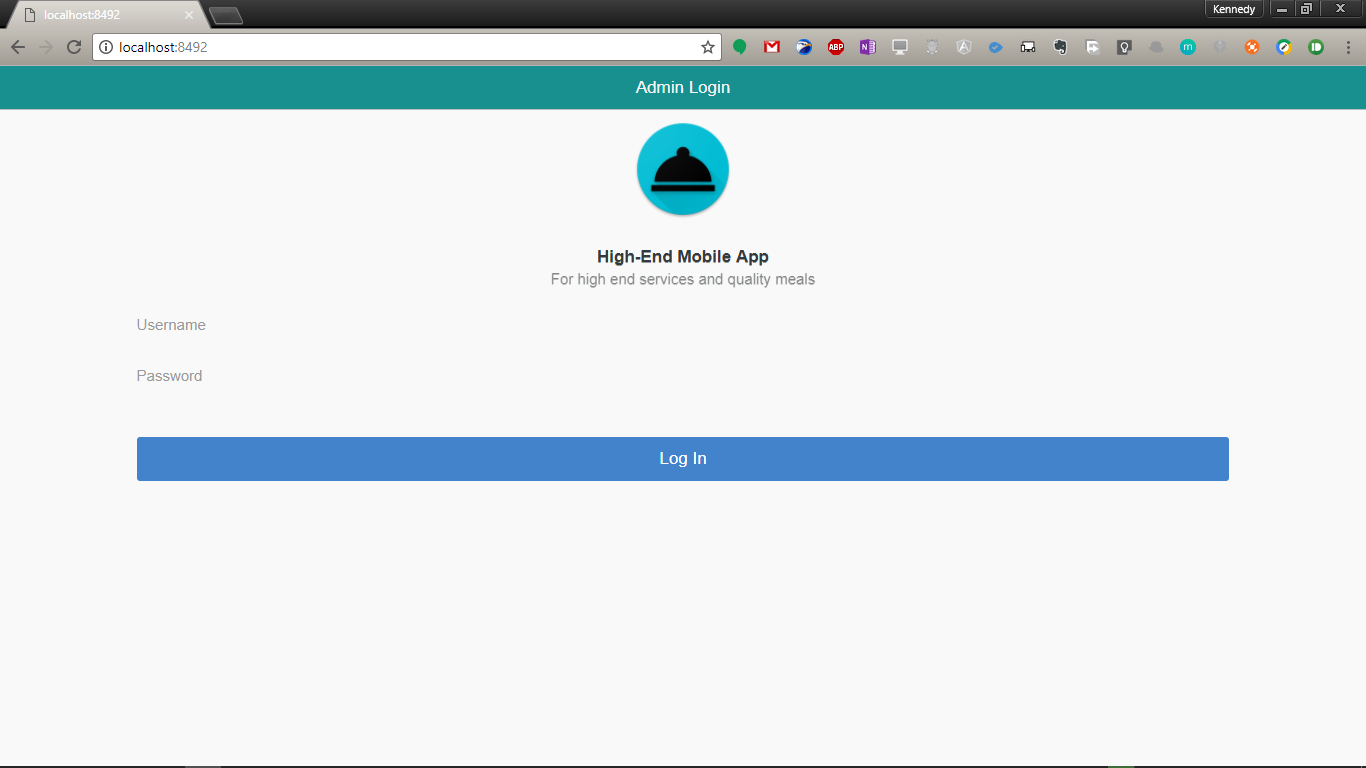 localhost:8492
Kennedy
localhost:8492
ABP
N
m
Admin Login
High-End Mobile App
For high end services and quality meals
Username
Password
Log In